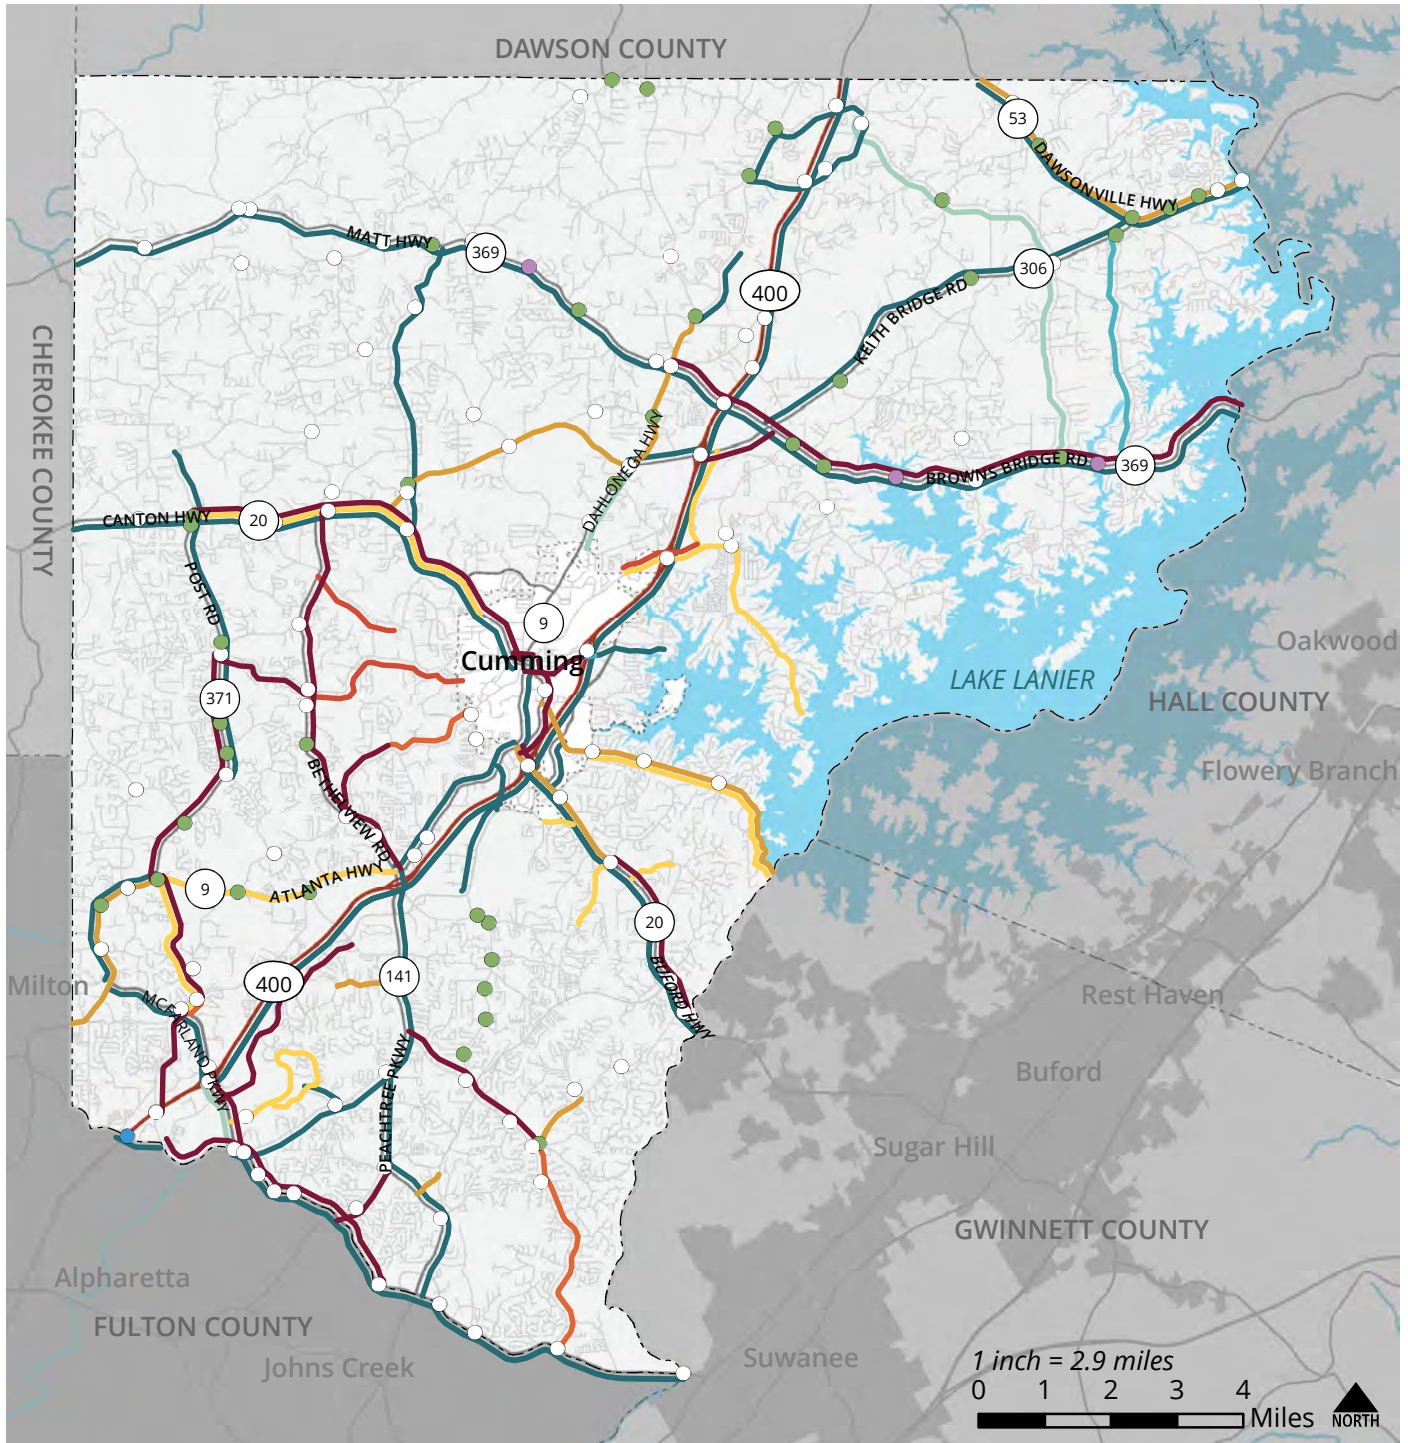 DAWSON COUNTY
53
DAWSONVILLE HWY
MATT HWY
369
306
400
KEITH BRIDGE RD
CHEROKEE COUNTY
DAHLONEGA HWY
BROWNS BRIDGE RD
369
CANTON HWY
20
POST RD
9
Cumming
Oakwood
LAKE LANIER
HALL COUNTY
371
Flowery Branch
BETHELVIEW RD
ATLANTA HWY
9
20
BUFORD HWY
141
400
Milton
MCFARLAND PKWY
Rest Haven
PEACHTREE PKWY
Buford
Sugar Hill
GWINNETT COUNTY
Alpharetta
FULTON COUNTY
Johns Creek
Suwanee
1 inch = 2.9 miles
0 1 2 3 4
Miles
NORTH